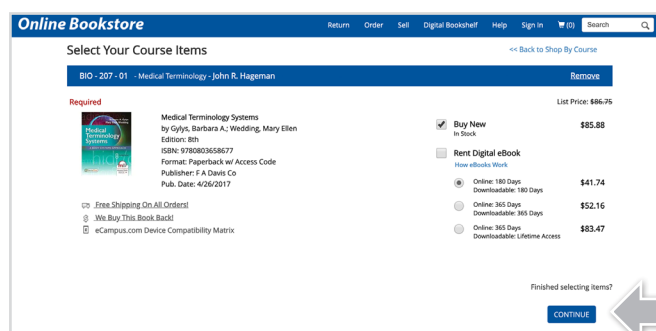 Online Bookstore
Return Order Sell Digital Bookshelf Help Sign In (0) Search
Select Your Course Items
<< Back to Shop By Course
BIO - 207 - 01 - Medical Terminology - John R. Hageman Remove
Required
List Price: $86.75
Medical
Terminology
Systems
Medical Terminology Systems
by Gylys, Barbara A.; Wedding, Mary Ellen
Edition: 8th
ISBN: 9780803658677
Format: Paperback w/ Access Code
Publisher: F A Davis Co
Pub. Date: 4/26/2017
Buy New $85.88
In Stock
Rent Digital eBook
How eBooks Work
Online: 180 Days $41.74
Downloadable: 180 Days
Online: 365 Days $52.16
Downloadable: 365 Days
Online: 365 Days $83.47
Downloadable: Lifetime Access
Free Shipping On All Orders!
We Buy This Book Back!
eCampus.com Device Compatibility Matrix
Finished selecting items?
CONTINUE